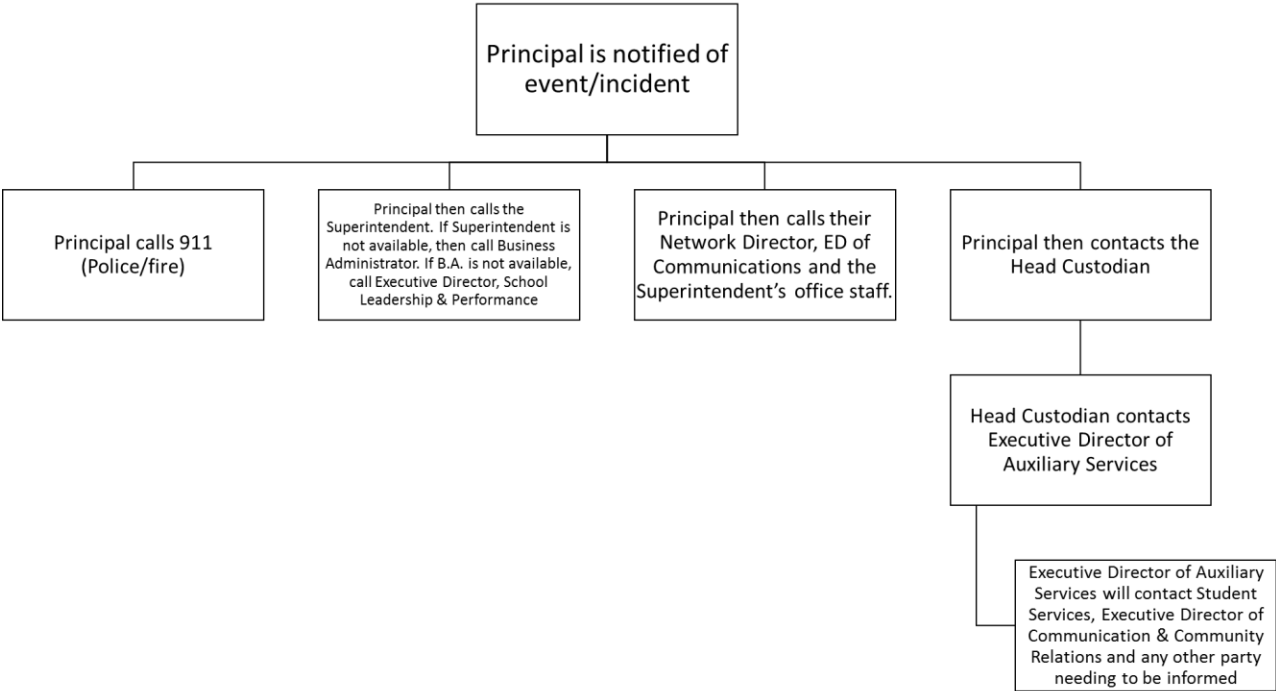 Principal is notified of
event/incident
Principal calls 911
(Police/fire)
Principal then calls the
Superintendent. If Superintendent is
not available, then call Business
Administrator. If B.A. is not available,
call Executive Director, School
Leadership & Performance
Principal then calls their
Network Director, ED of
Communications and the
Superintendent’s office staff.
Principal then contacts the
Head Custodian
Head Custodian contacts
Executive Director of
Auxiliary Services
Executive Director of Auxiliary
Services will contact Student
Services, Executive Director of
Communication & Community
Relations and any other party
needing to be informed